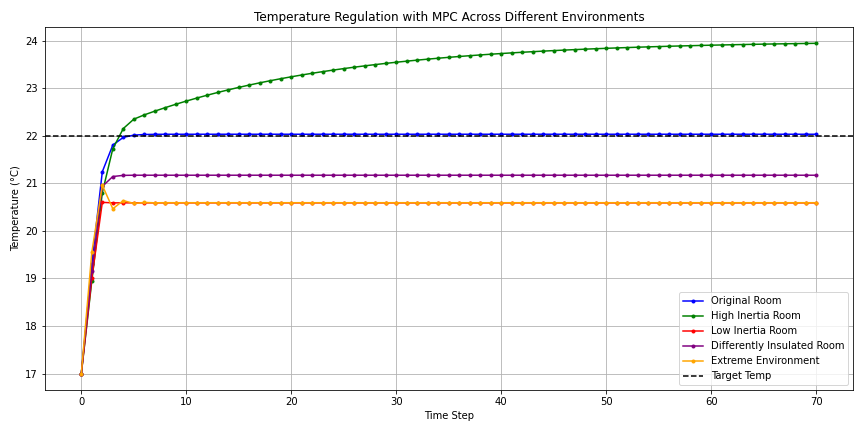 Temperature Regulation with MPC Across Different Environments
24
23
22
21
20
19
18
17
Temperature (°C)
0 10 20 30 40 50 60 70
Time Step
Original Room
High Inertia Room
Low Inertia Room
Differently Insulated Room
Extreme Environment
Target Temp